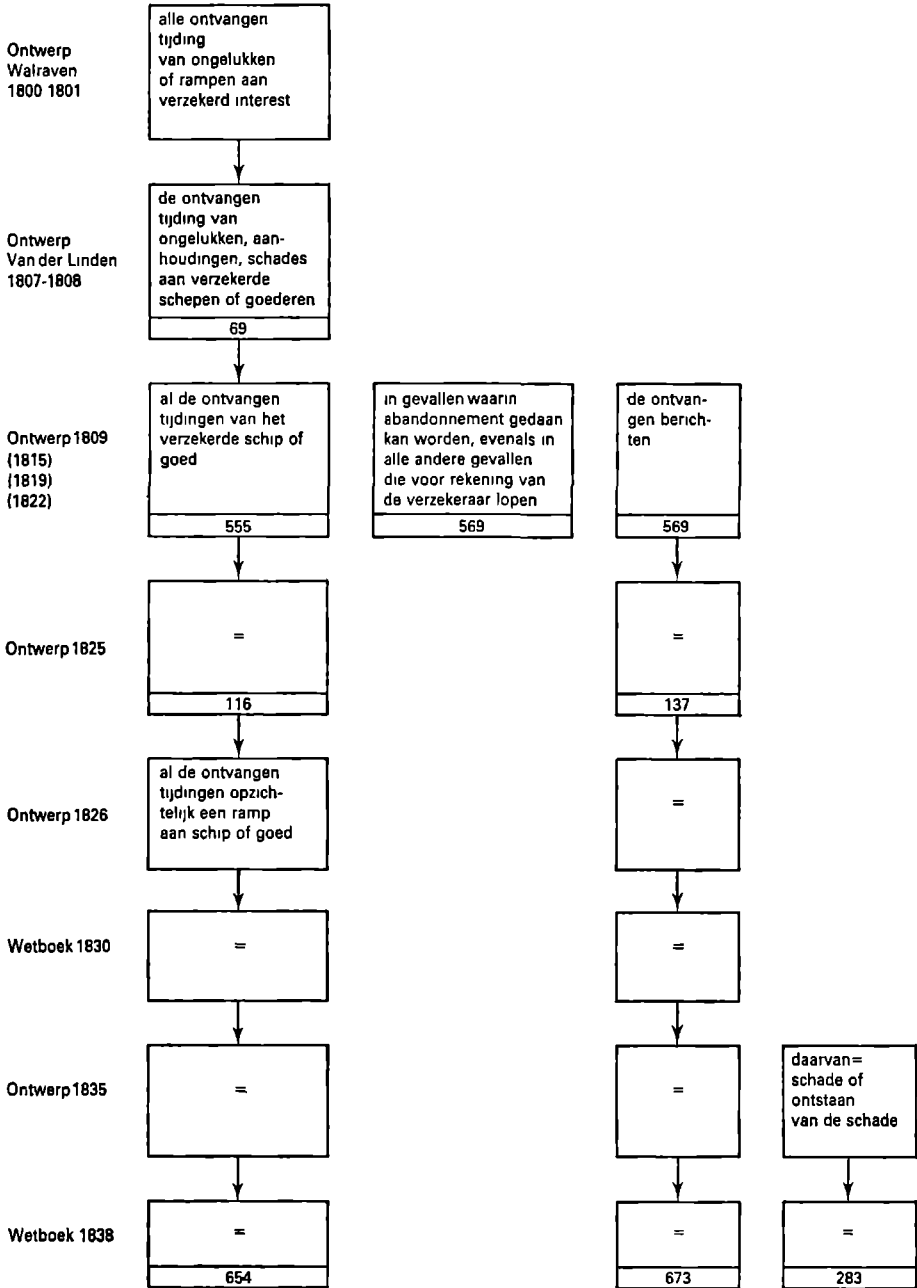 Ontwerp
Walraven
1800 1801
alle ontvangen
tijding
van ongelukken
of rampen aan
verzekerd interest
Ontwerp
Van der Linden
1807-1808
de ontvangen
tijding van
ongelukken, aan-
houdingen, schades
aan verzekerde
schepen of goederen
69
Ontwerp 1809
(1815)
(1819)
(1822)
al de ontvangen
tijdingen van het
verzekerde schip of
goed
555
in gevallen waarin
abandonnement gedaan
kan worden, evenals in
alle andere gevallen
die voor rekening van
de verzekeraar lopen
569
de ontvan-
gen berich-
ten
569
Ontwerp 1825
=
116
=
137
Ontwerp 1826
al de ontvangen
tijdingen opzich-
telijk een ramp
aan schip of goed
=
Wetboek 1830
=
=
Ontwerp 1835
=
=
daarvan=
schade of
ontstaan
van de schade
Wetboek 1838
=
654
=
673
=
283